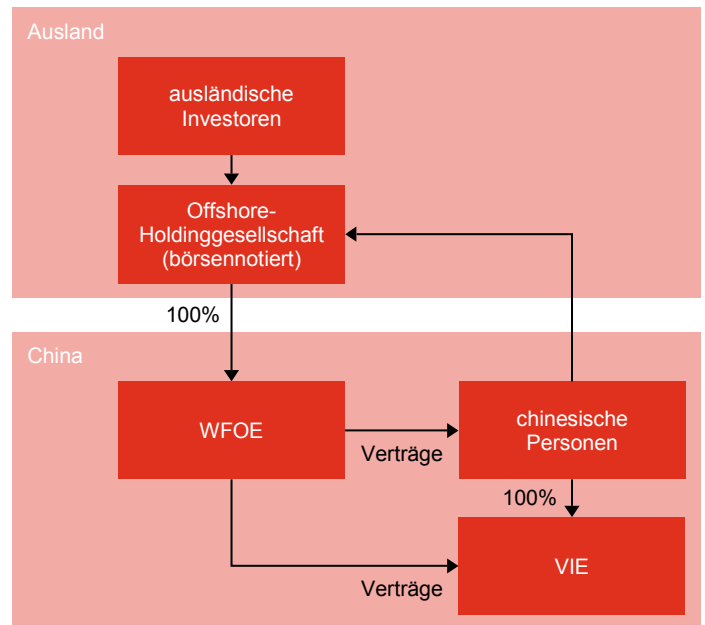 Ausland
ausländische
Investoren
Offshore-
Holdinggesellschaft
(börsennotiert)
100%
China
WFOE
Verträge
chinesische
Personen
100%
VIE
Verträge